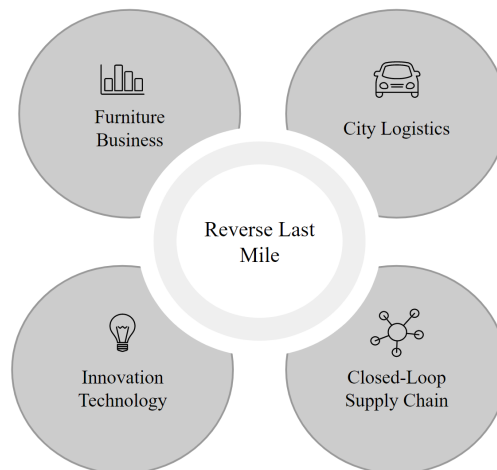 Furniture
Business
City Logistics
Reverse Last
Mile
Innovation
Technology
Closed-Loop
Supply Chain